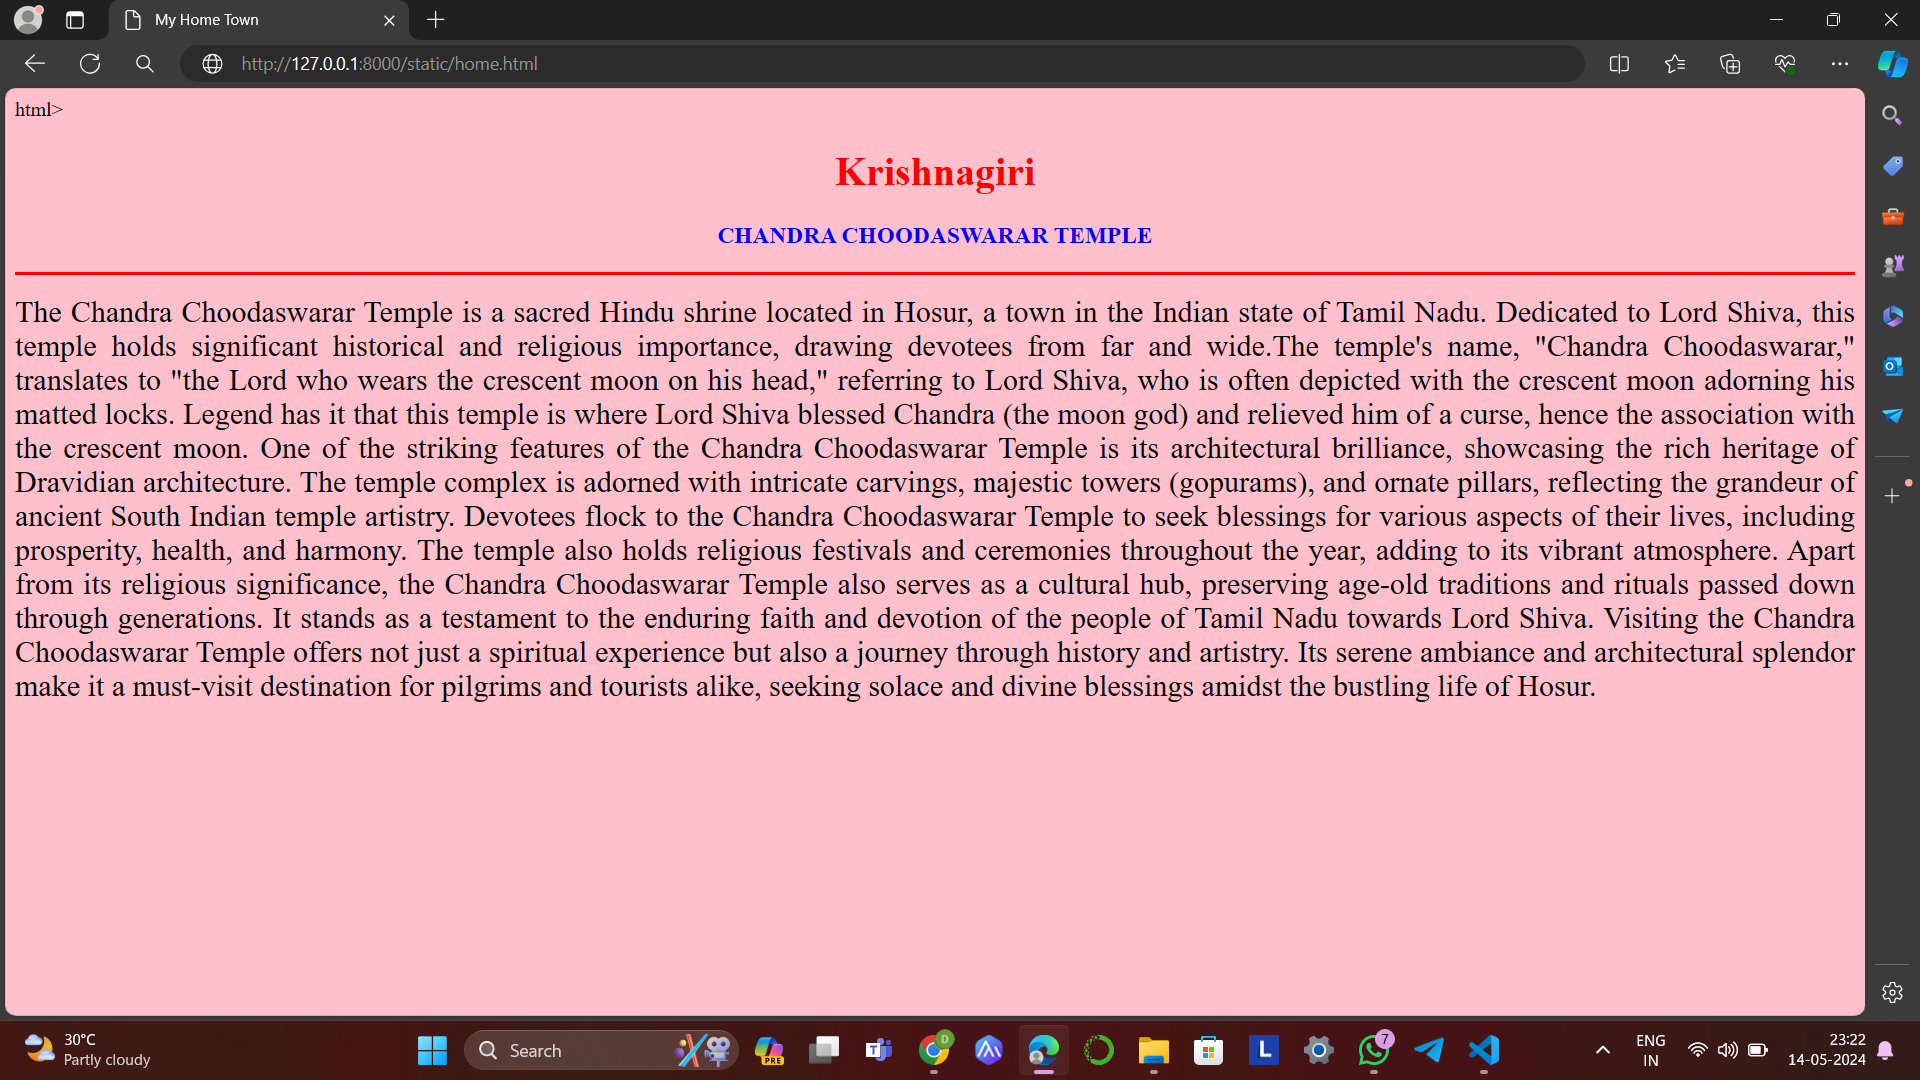 My Home Town
http://127.0.0.1:8000/static/home.html
html>
Krishnagiri
CHANDRA CHOODASWARAR TEMPLE
The Chandra Choodaswarar Temple is a sacred Hindu shrine located in Hosur, a town in the Indian state of Tamil Nadu. Dedicated to Lord Shiva, this
temple holds significant historical and religious importance, drawing devotees from far and wide.The temple's name, "Chandra Choodaswarar,"
translates to "the Lord who wears the crescent moon on his head," referring to Lord Shiva, who is often depicted with the crescent moon adorning his
matted locks. Legend has it that this temple is where Lord Shiva blessed Chandra (the moon god) and relieved him of a curse, hence the association with
the crescent moon. One of the striking features of the Chandra Choodaswarar Temple is its architectural brilliance, showcasing the rich heritage of
Dravidian architecture. The temple complex is adorned with intricate carvings, majestic towers (gopurams), and ornate pillars, reflecting the grandeur of
ancient South Indian temple artistry. Devotees flock to the Chandra Choodaswarar Temple to seek blessings for various aspects of their lives, including
prosperity, health, and harmony. The temple also holds religious festivals and ceremonies throughout the year, adding to its vibrant atmosphere. Apart
from its religious significance, the Chandra Choodaswarar Temple also serves as a cultural hub, preserving age-old traditions and rituals passed down
through generations. It stands as a testament to the enduring faith and devotion of the people of Tamil Nadu towards Lord Shiva. Visiting the Chandra
Choodaswarar Temple offers not just a spiritual experience but also a journey through history and artistry. Its serene ambiance and architectural splendor
make it a must-visit destination for pilgrims and tourists alike, seeking solace and divine blessings amidst the bustling life of Hosur.
30°C
Partly cloudy
Search
PRE
T
D
L
7
ENG
IN
23:22
14-05-2024